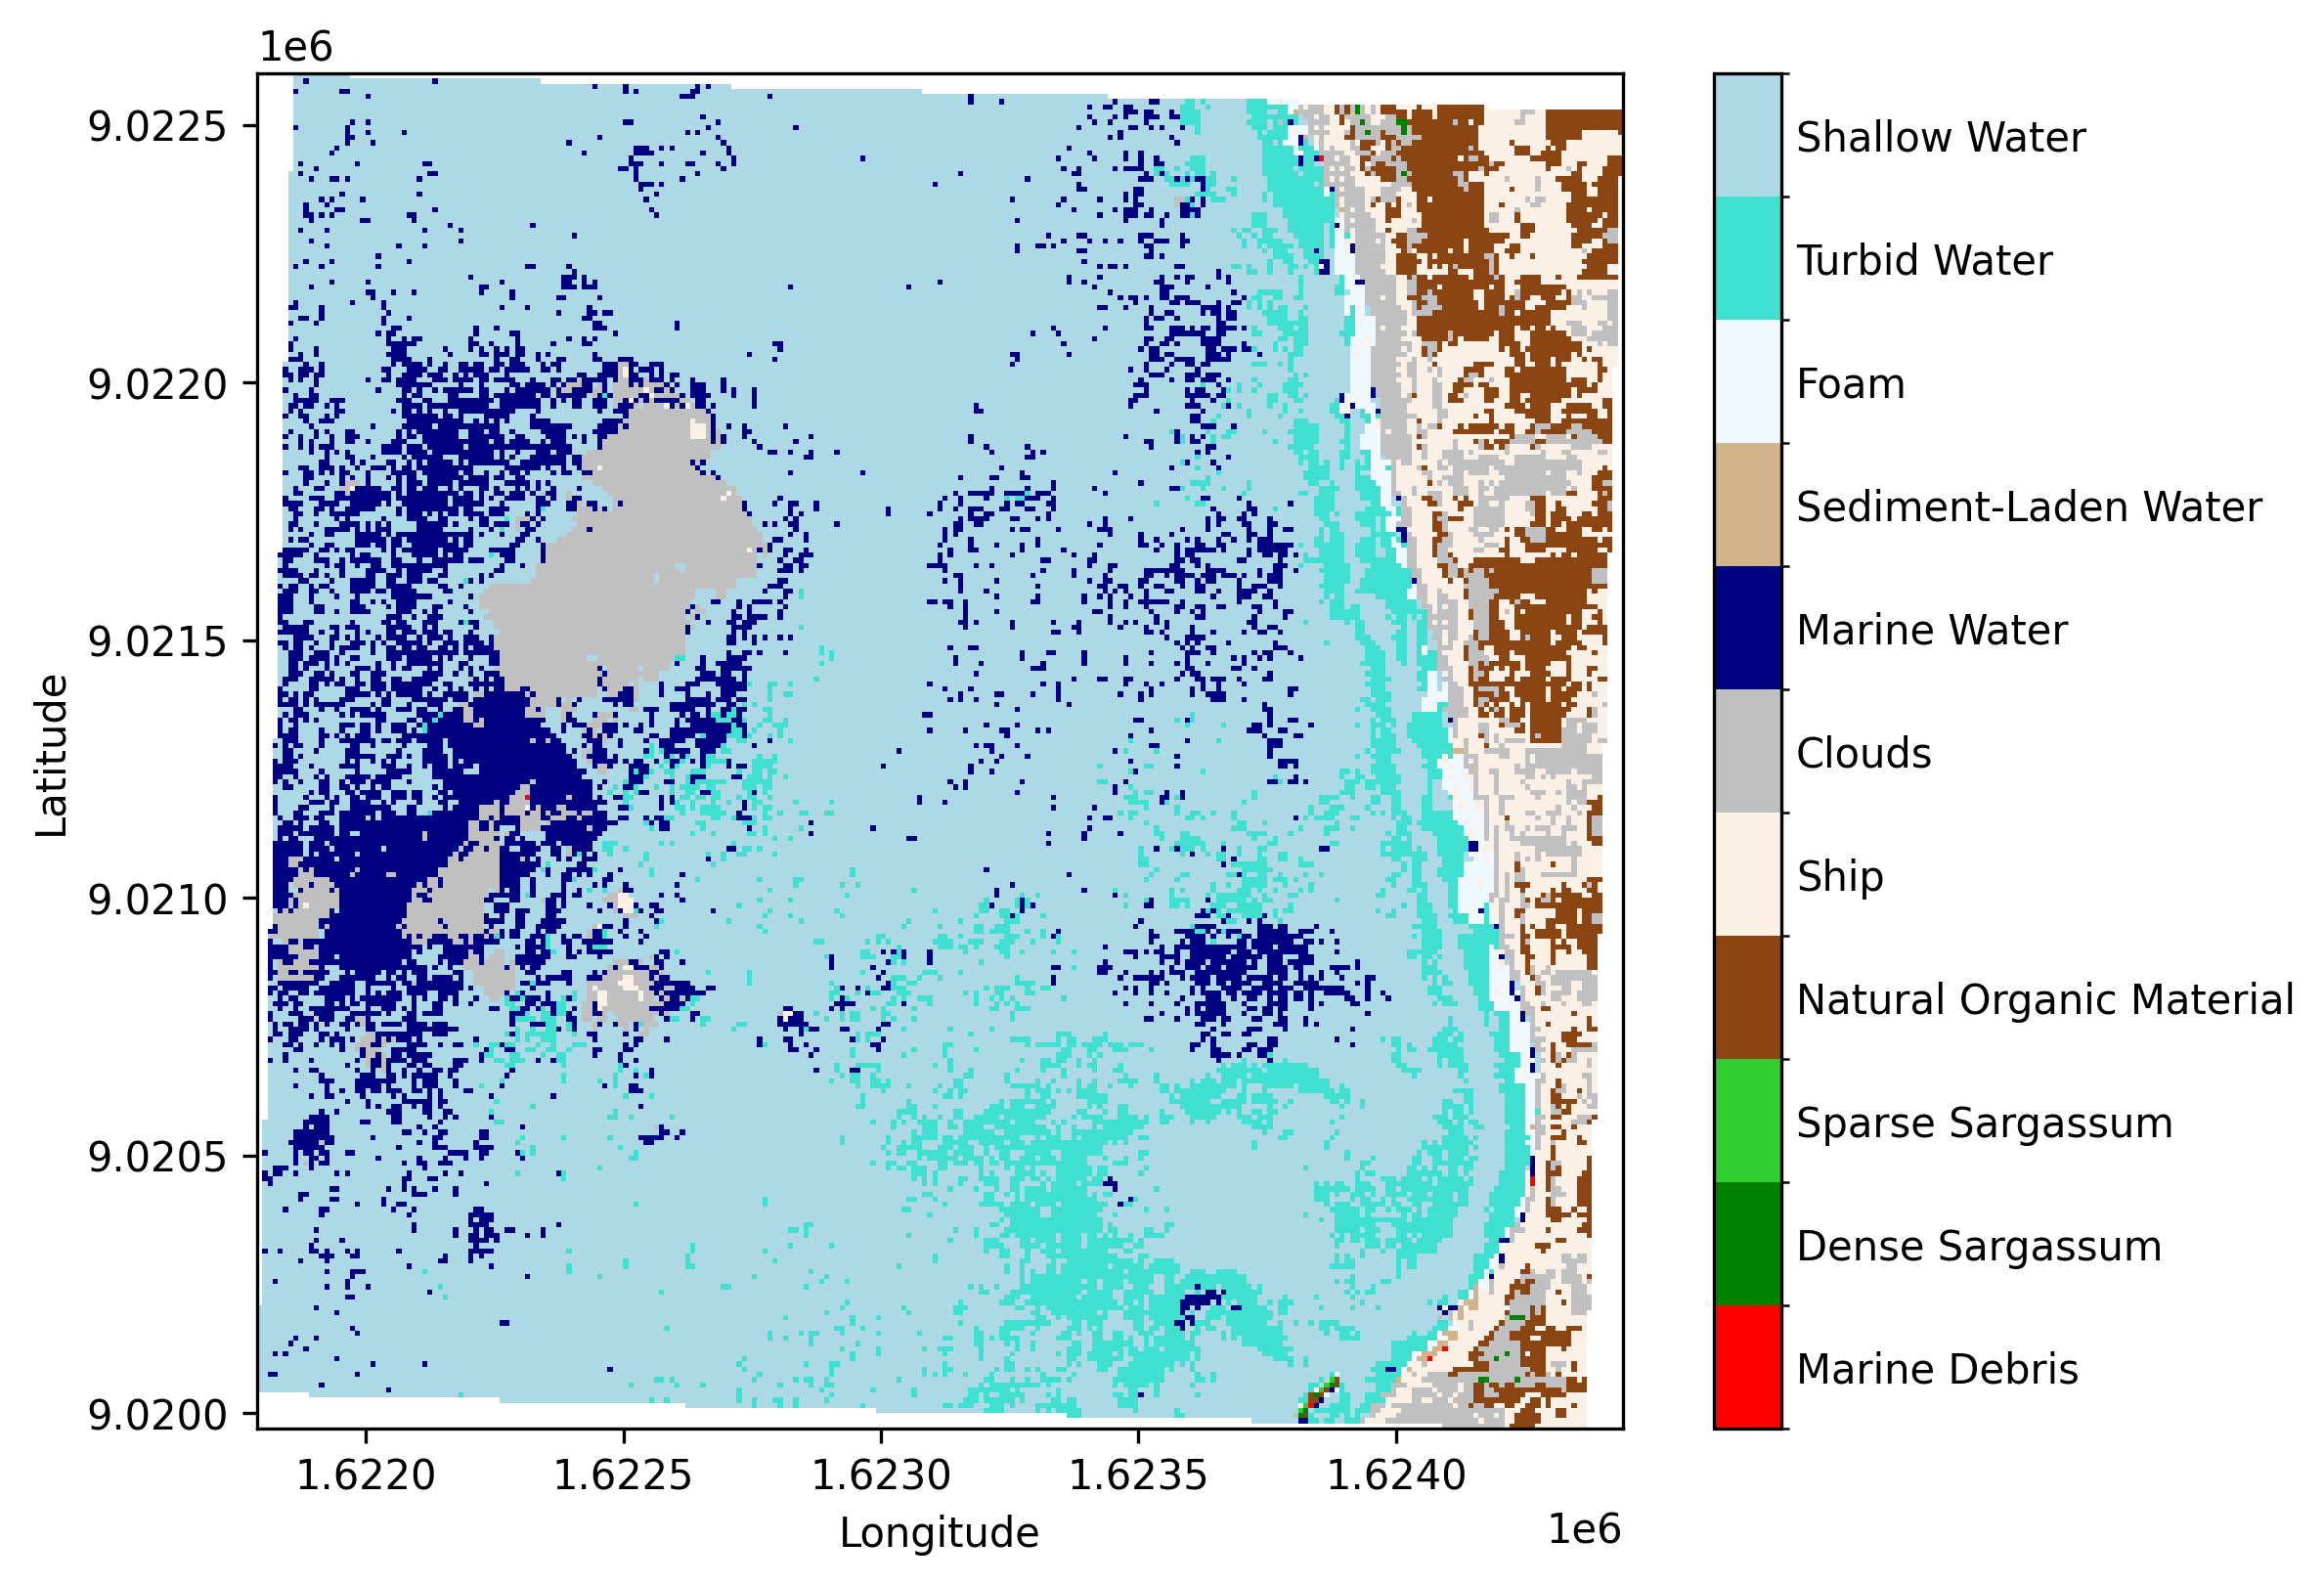 1e6
9.0225
9.0220
9.0215
9.0210
9.0205
9.0200
Latitude
1.6220 1.6225 1.6230 1.6235 1.6240
Longitude
1e6
Shallow Water
Turbid Water
Foam
Sediment-Laden Water
Marine Water
Clouds
Ship
Natural Organic Material
Sparse Sargassum
Dense Sargassum
Marine Debris